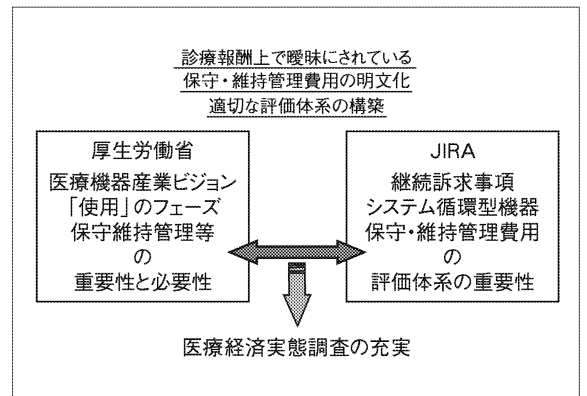 診療報酬上で曖昧にされている
保守・維持管理費用の明文化
適切な評価体系の構築
厚生労働省
医療機器産業ビジョン
「使用」のフェーズ
保守維持管理等
の
重要性と必要性
JIRA
継続訴求事項
システム循環型機器
保守・維持管理費用
の
評価体系の重要性
医療経済実態調査の充実